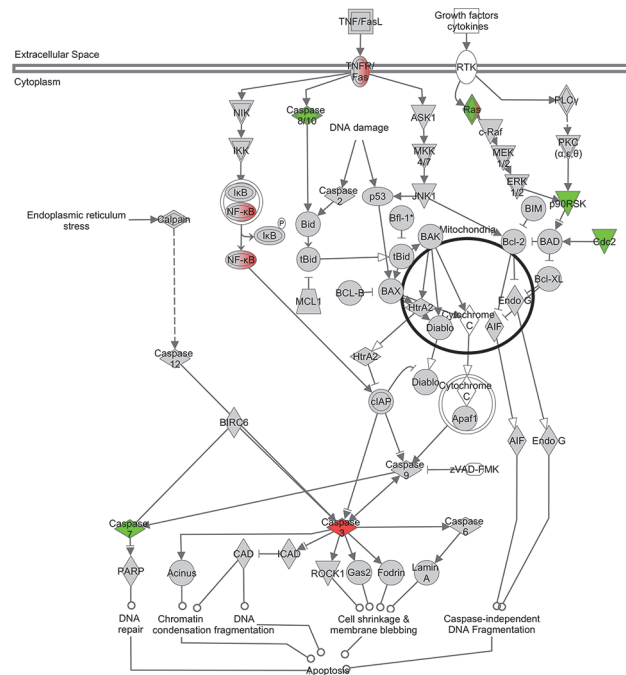 TNF/FasL
Growth factors
cytokines
Extracellular Space
TNFR/
Fas
RTK
Cytoplasm
NIK
Caspase
8/10
ASK1
Ras
PLCγ
DNA damage
c-Raf
IKK
MKK
4/7
MEK
1/2
PKC
(α,ε,θ)
IκB
NF-κB
Caspase
2
p53
JNK1
ERK
1/2
p90RSK
BIM
Endoplasmic reticulum
stress
Calpain
P
IκB
Bid
Bfl-1*
BAK
Mitochondria
Bcl-2
BAD
Cdc2
NF-κB
tBid
tBid
MCL1
BCL-B
BAX
HtrA2
Diablo
Cytochrome
C
AIF
Endo G
Bcl-XL
Caspase
12
HtrA2
Diablo
Cytochrome
C
cIAP
Apaf1
BIRC6
AIF
Endo G
Caspase
9
zVAD-FMK
Caspase
7
Caspase
3
Caspase
6
PARP
Acinus
CAD
ICAD
ROCK1
Gas2
Fodrin
Lamin
A
DNA
repair
Chromatin
condensation
DNA
fragmentation
Cell shrinkage &
membrane blebbing
Caspase-independent
DNA Fragmentation
Apoptosis